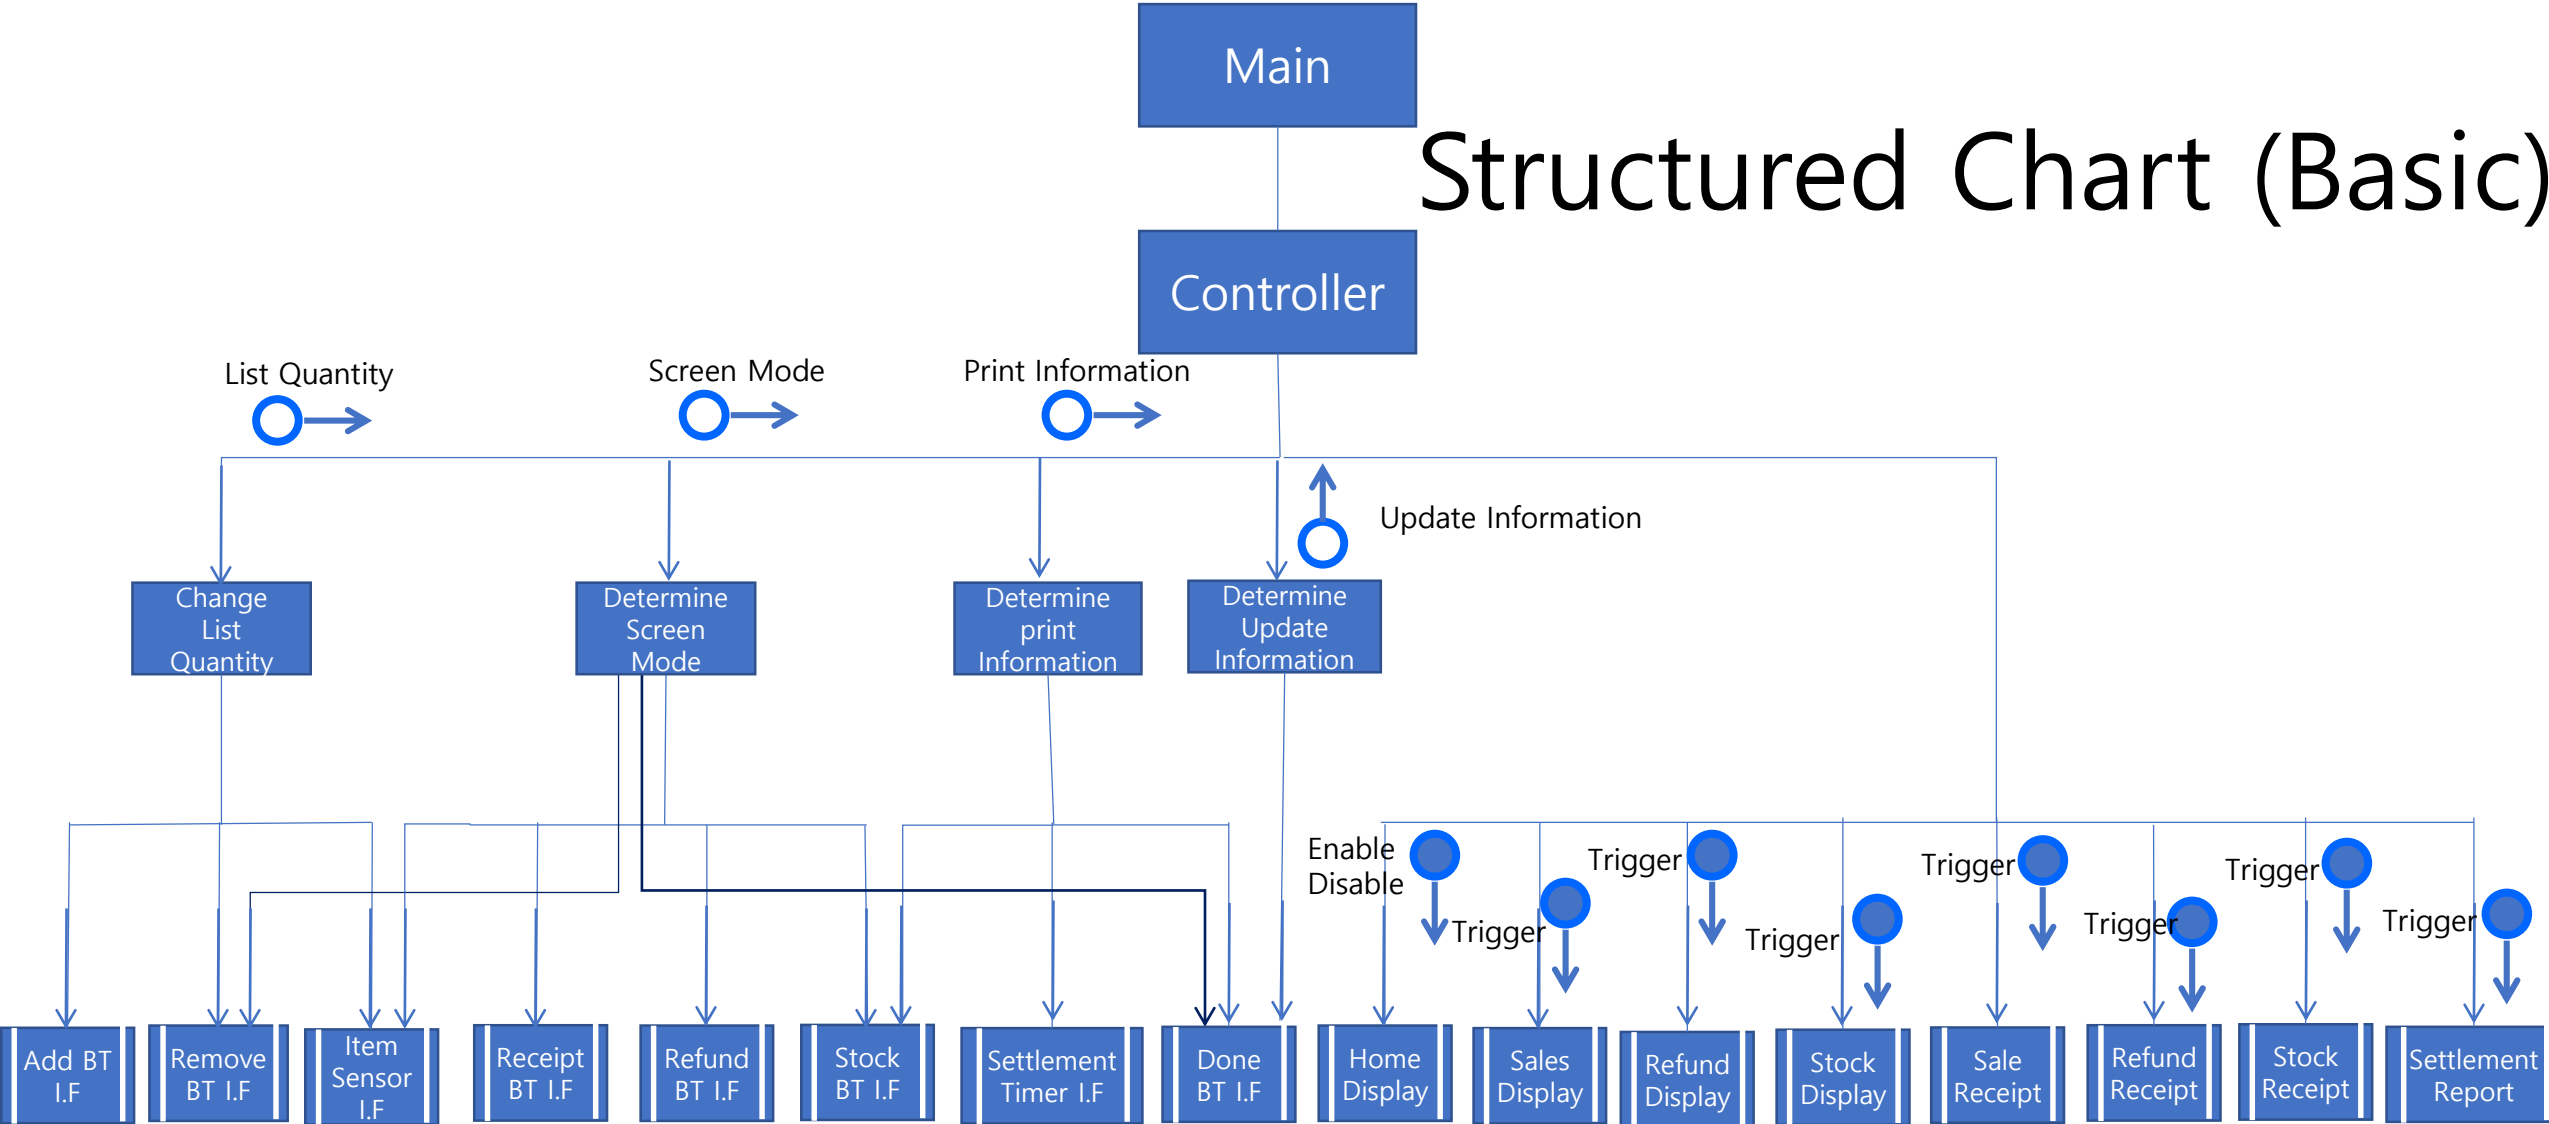 Main
Structured Chart (Basic)
Controller
List Quantity
Screen Mode
Print Information
Update Information
Change
List
Quantity
Determine
Screen
Mode
Determine
print
Information
Determine
Update
Information
Enable
Disable
Trigger
Trigger
Trigger
Trigger
Trigger
Trigger
Trigger
Add BT
I.F
Remove
BT I.F
Item
Sensor
I.F
Receipt
BT I.F
Refund
BT I.F
Stock
BT I.F
Settlement
Timer I.F
Done
BT I.F
Home
Display
Sales
Display
Refund
Display
Stock
Display
Sale
Receipt
Refund
Receipt
Stock
Receipt
Settlement
Report